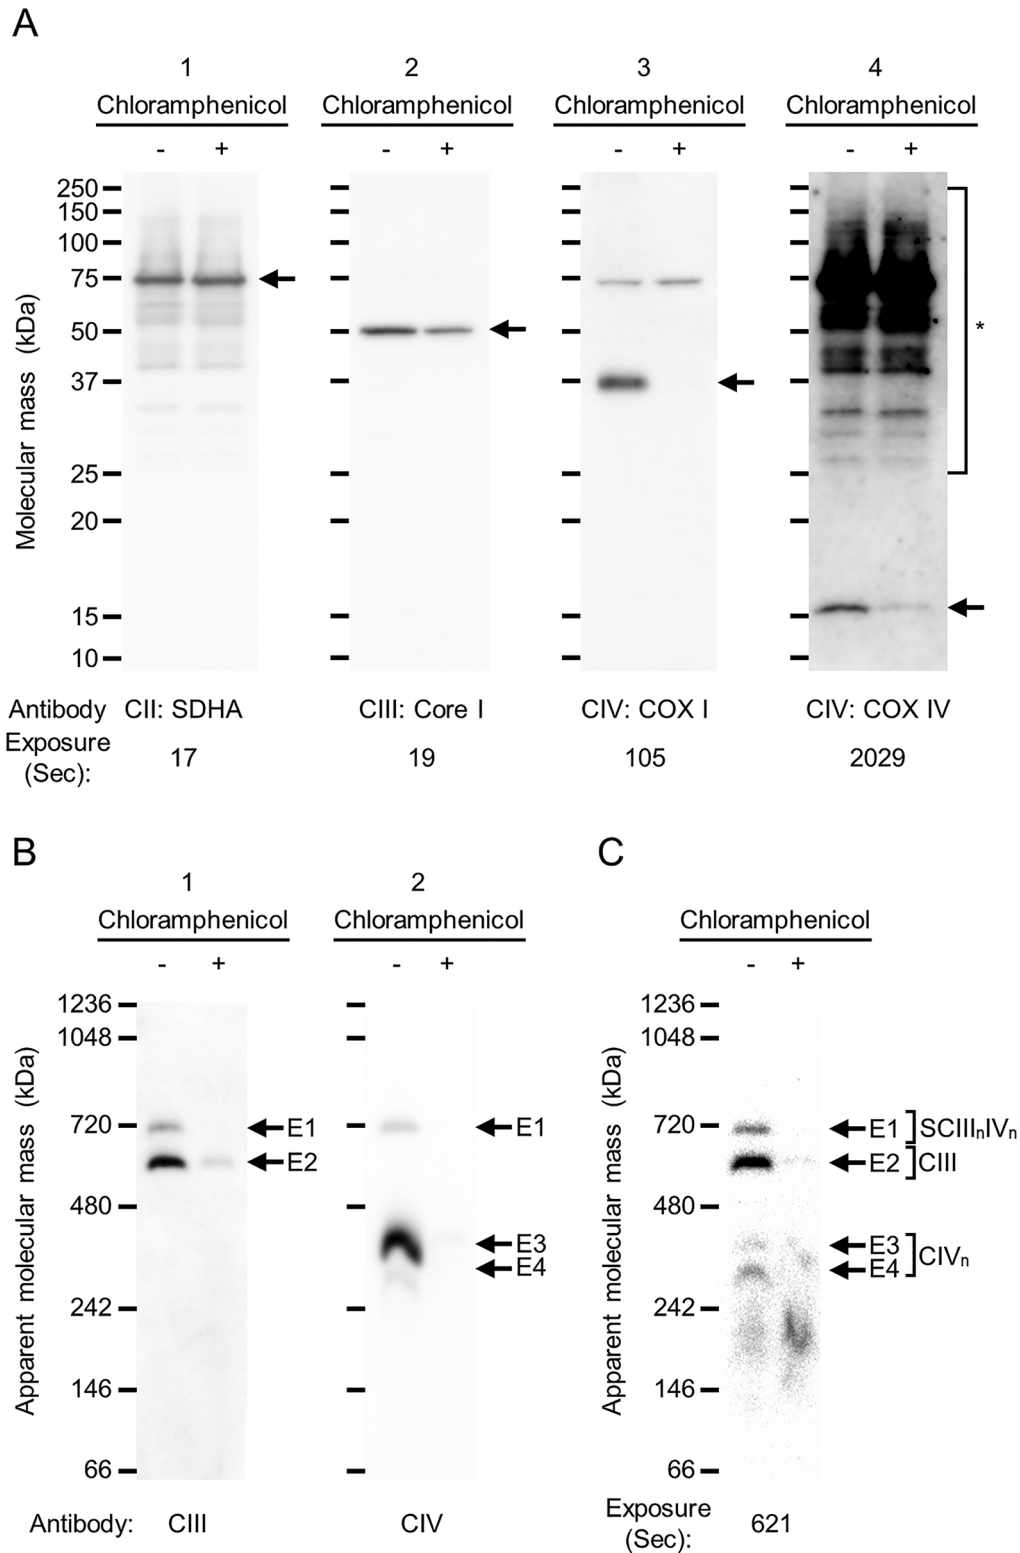 A
1 2 3 4
Chloramphenicol Chloramphenicol Chloramphenicol Chloramphenicol
- + - + - + - +
Molecular mass (kDa)
250
150
100
75
50
*
37
25
20
15
10
Antibody CII: SDHA CIII: Core I CIV: COX I CIV: COX IV
Exposure
(Sec): 17 19 105 2029
B C
1 2
Chloramphenicol Chloramphenicol Chloramphenicol
- + - + - +
Apparent molecular mass (kDa)
1236
1048
720
480
242
146
66
E1
E2
E1
E3
E4
Antibody: CIII CIV
Apparent molecular mass (kDa)
1236
1048
720
480
242
146
66
E1 SCIIInIVn
E2 CIII
E3
E4
CIVn
Exposure
(Sec): 621